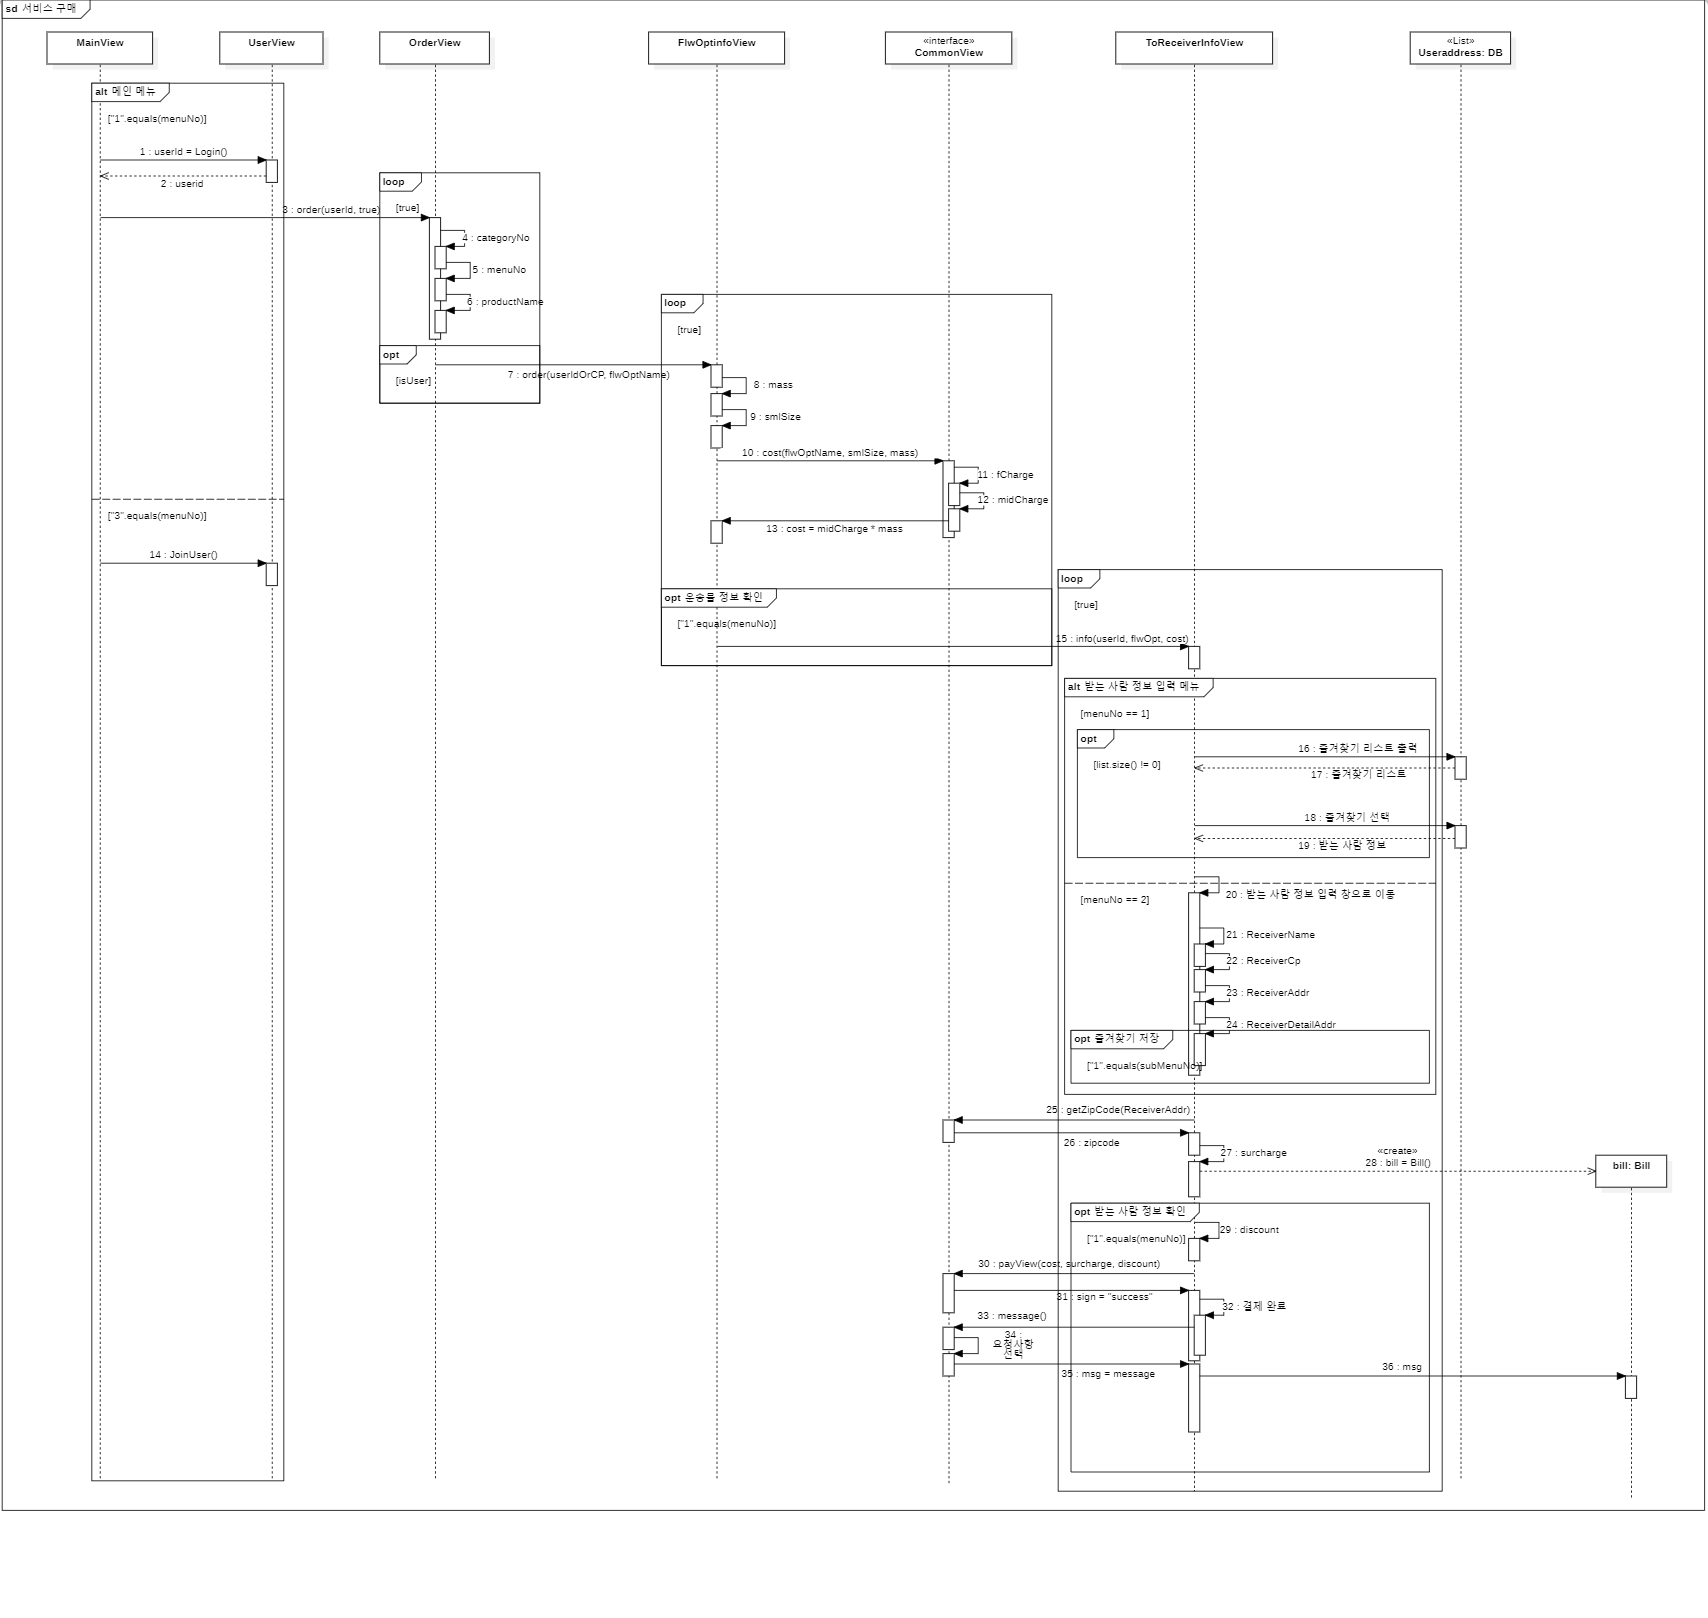 sd 서비스 구매
MainView
UserView
OrderView
FlwOptinfoView
«interface»
CommonView
ToReceiverInfoView
«List»
Useraddress: DB
alt 메인 메뉴
["1".equals(menuNo)]
1 : userId = Login()
2 : userid
loop
[true]
3 : order(userId, true)
4 : categoryNo
5 : menuNo
6 : productName
loop
[true]
opt
[isUser]
7 : order(userIdOrCP, flwOptName)
8 : mass
9 : smlSize
10 : cost(flwOptName, smlSize, mass)
11 : fCharge
12 : midCharge
13 : cost = midCharge * mass
["3".equals(menuNo)]
14 : JoinUser()
loop
[true]
opt 운송물 정보 확인
["1".equals(menuNo)]
15 : info(userId, flwOpt, cost)
alt 받는 사람 정보 입력 메뉴
[menuNo == 1]
opt
[list.size() != 0]
16 : 즐겨찾기 리스트 출력
17 : 즐겨찾기 리스트
18 : 즐겨찾기 선택
19 : 받는 사람 정보
[menuNo == 2]
20 : 받는 사람 정보 입력 창으로 이동
21 : ReceiverName
22 : ReceiverCp
23 : ReceiverAddr
24 : ReceiverDetailAddr
opt 즐겨찾기 저장
["1".equals(subMenuNo)]
25 : getZipCode(ReceiverAddr)
26 : zipcode
27 : surcharge
«create»
28 : bill = Bill()
bill: Bill
opt 받는 사람 정보 확인
["1".equals(menuNo)]
29 : discount
30 : payView(cost, surcharge, discount)
31 : sign = "success"
32 : 결제 완료
33 : message()
34 :
요청사항
선택
35 : msg = message
36 : msg